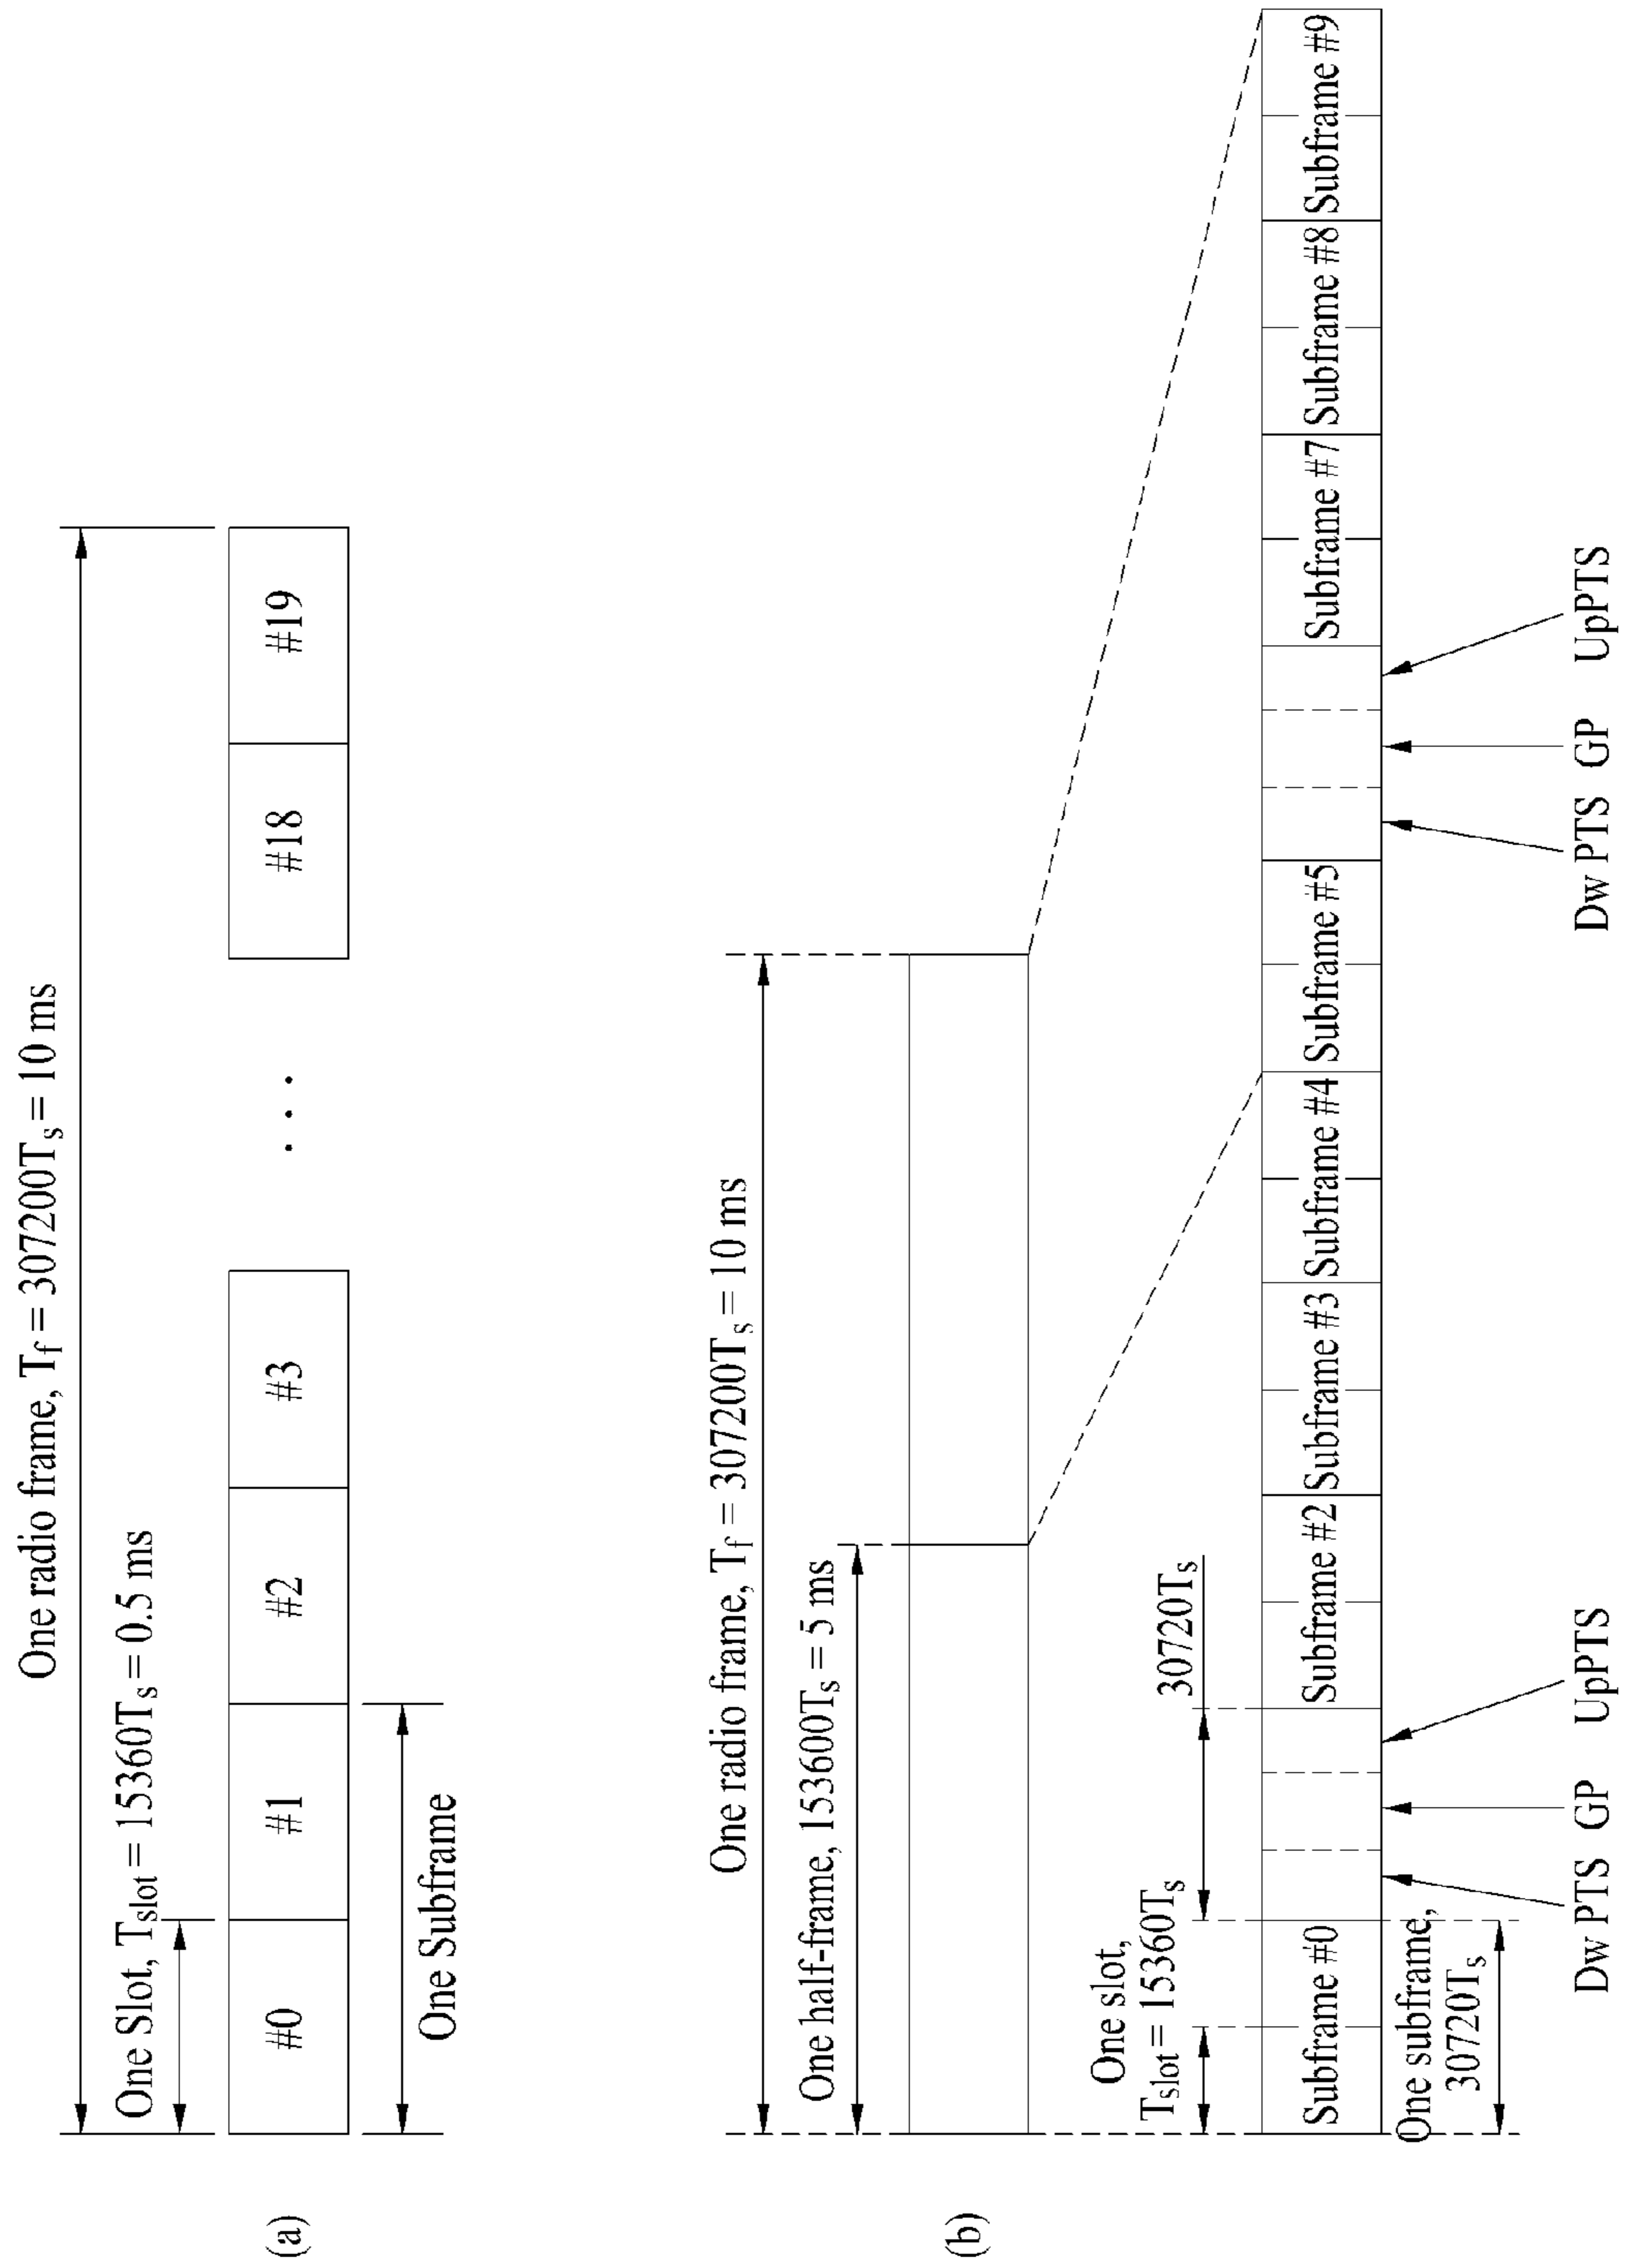 (a)
One radio frame, Tf = 307200Ts = 10 ms
One Slot, Tslot = 15360Ts = 0.5 ms
#0 #1 #2 #3 ... #18 #19
One Subframe
(b)
One radio frame, Tf = 307200Ts = 10 ms
One half-frame, 153600Ts = 5 ms
One slot,
Tslot = 15360Ts
30720Ts
Subframe #0 Subframe #2 Subframe #3 Subframe #4 Subframe #5 Subframe #7 Subframe #8 Subframe #9
One subframe,
30720Ts
Dw PTS GP UpPTS Dw PTS GP UpPTS